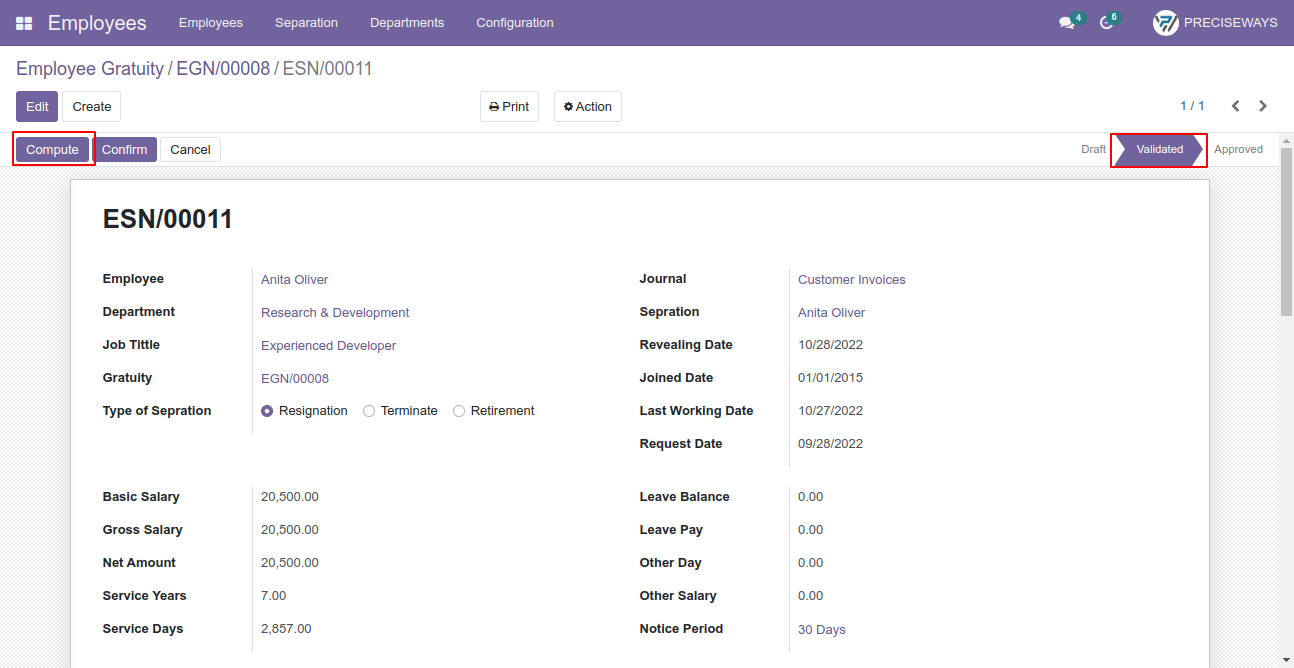 Employees Employees Separation Departments Configuration 4 6 PRECISEWAYS
Employee Gratuity / EGN/00008 / ESN/00011
Edit Create Print Action 1 / 1
Compute Confirm Cancel Draft Validated Approved
ESN/00011
Employee Anita Oliver Journal Customer Invoices
Department Research & Development Sepration Anita Oliver
Job Tittle Experienced Developer Revealing Date 10/28/2022
Gratuity EGN/00008 Joined Date 01/01/2015
Type of Sepration Resignation Terminate Retirement Last Working Date 10/27/2022
Request Date 09/28/2022
Basic Salary 20,500.00 Leave Balance 0.00
Gross Salary 20,500.00 Leave Pay 0.00
Net Amount 20,500.00 Other Day 0.00
Service Years 7.00 Other Salary 0.00
Service Days 2,857.00 Notice Period 30 Days